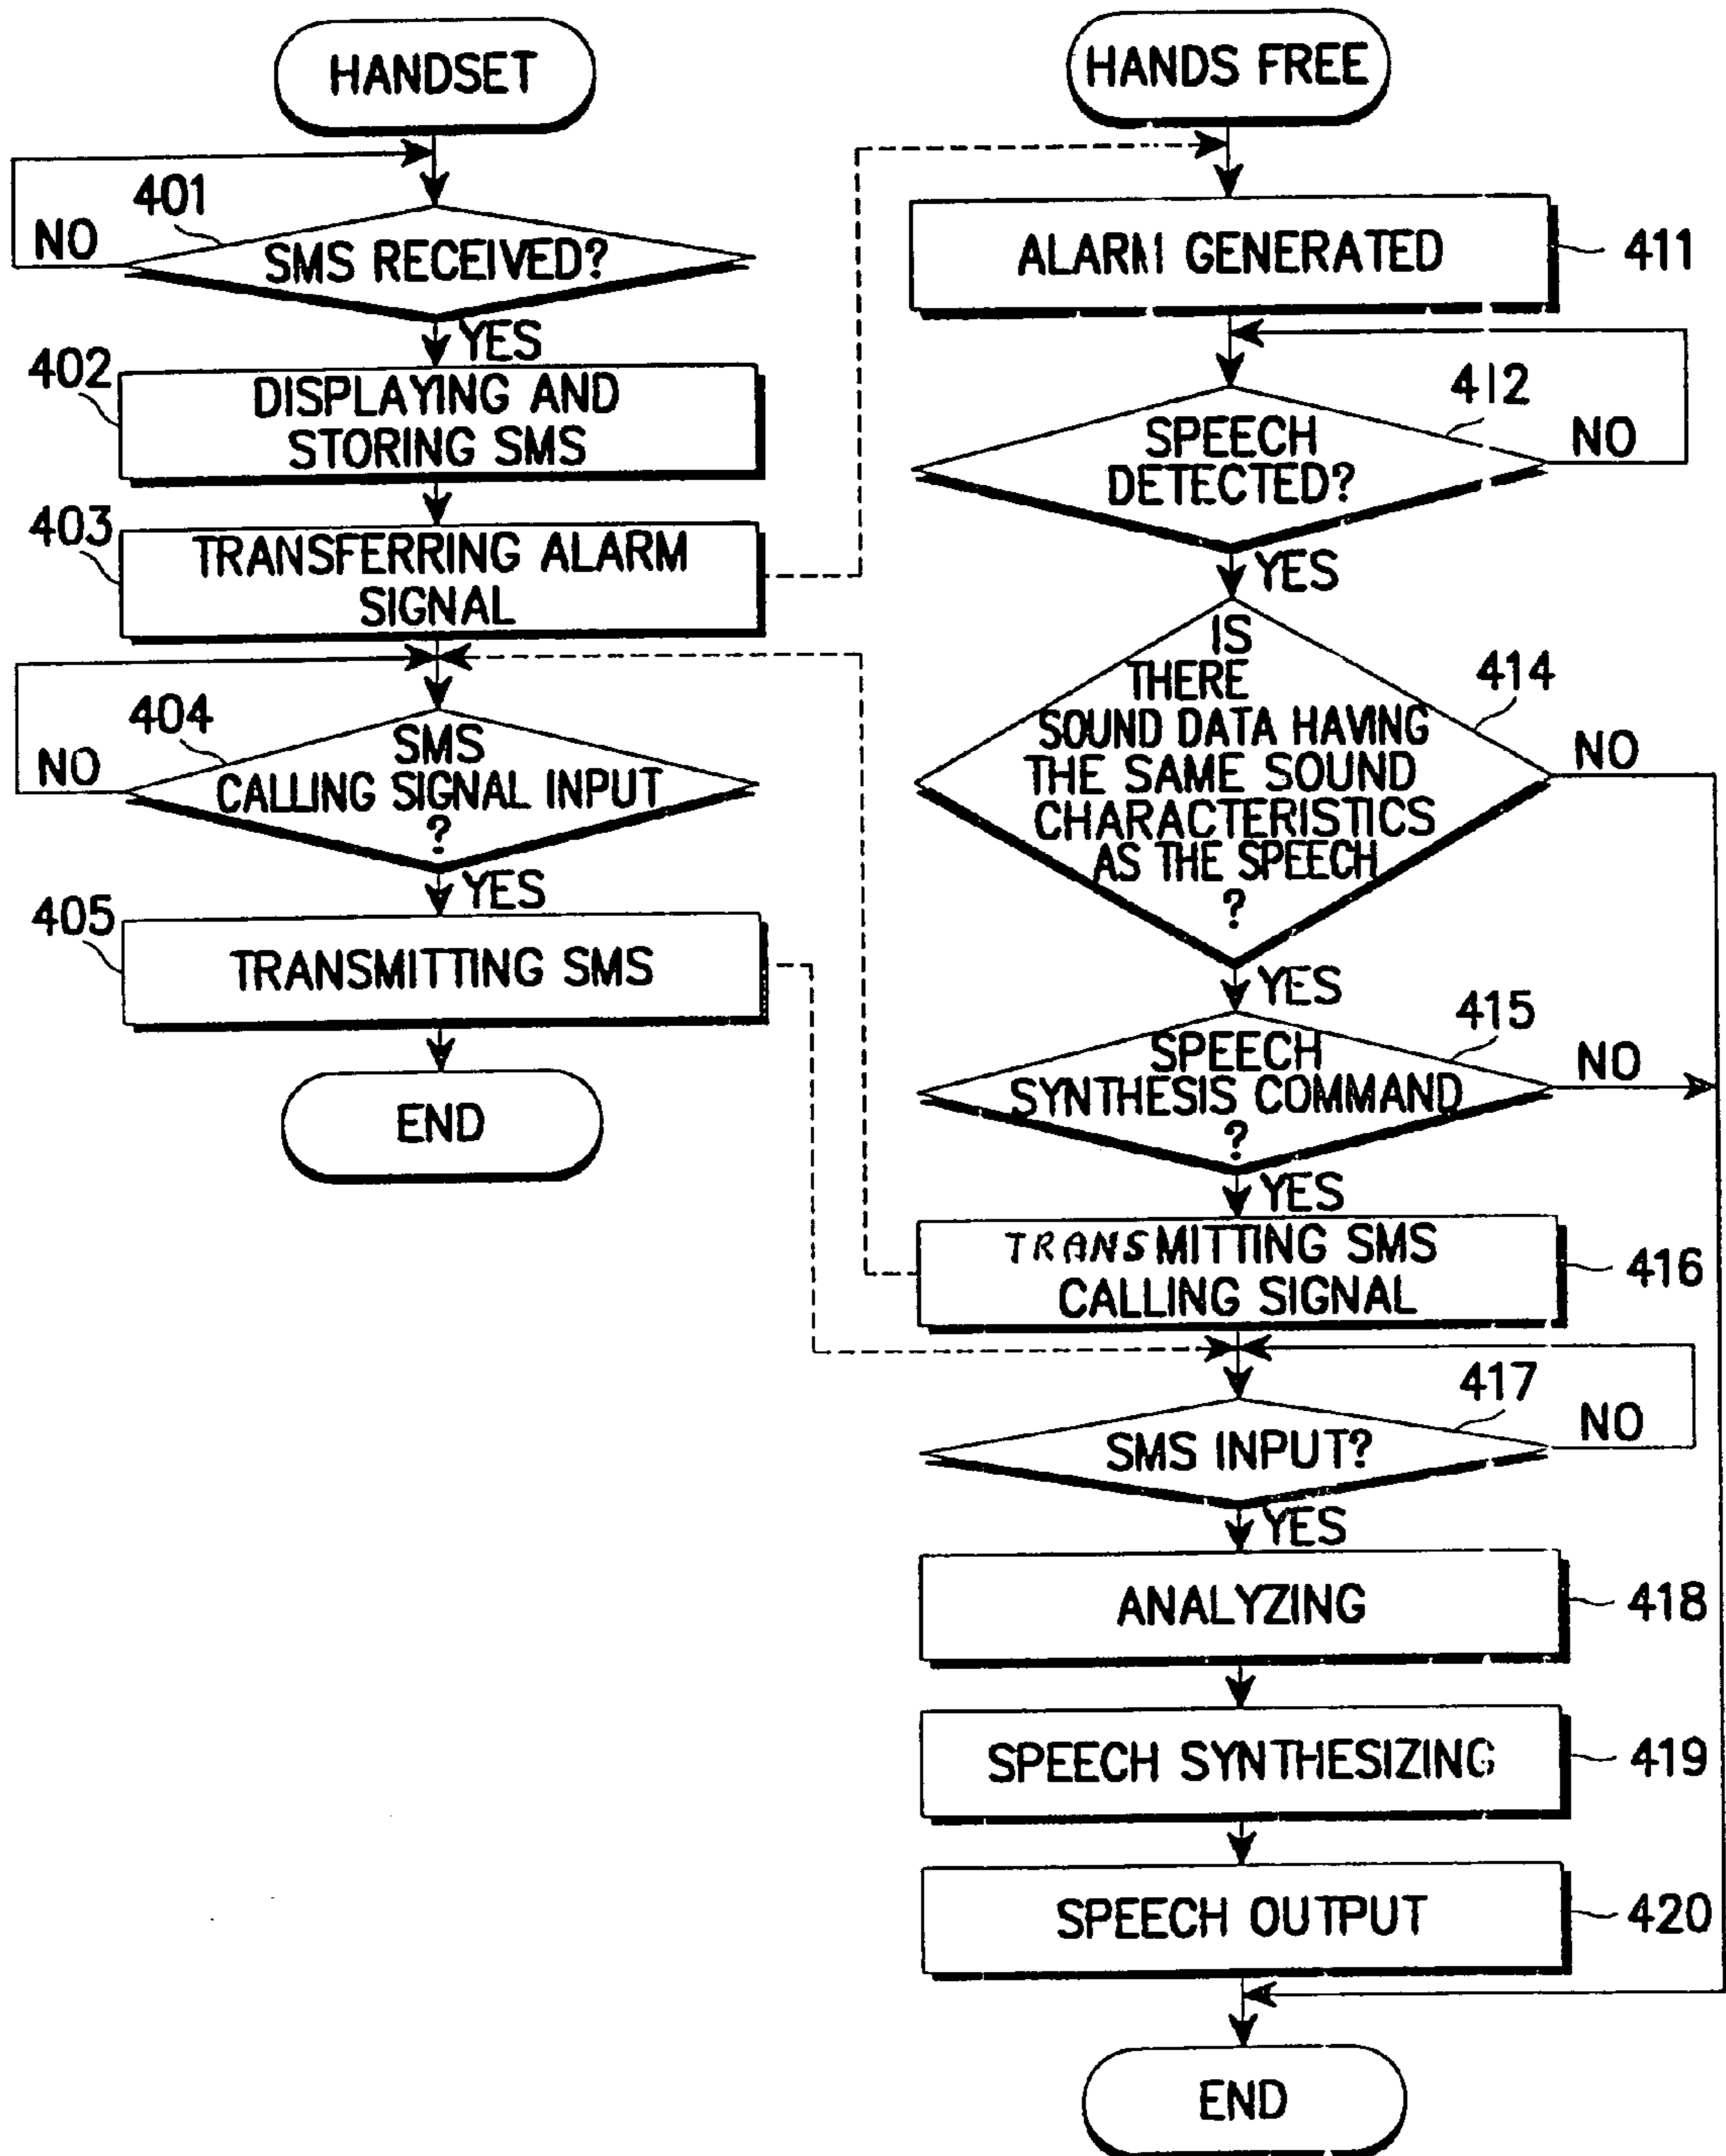 HANDSET
NO
401
SMS RECEIVED?
YES
402
DISPLAYING AND
STORING SMS
403
TRANSFERRING ALARM
SIGNAL
404
NO
SMS
CALLING SIGNAL INPUT
?
YES
405
TRANSMITTING SMS
END
HANDS FREE
ALARM GENERATED
411
412
SPEECH
DETECTED?
NO
YES
IS
THERE
SOUND DATA HAVING
THE SAME SOUND
CHARACTERISTICS
AS THE SPEECH
?
414
NO
YES
415
SPEECH
SYNTHESIS COMMAND
?
NO
YES
TRANSMITTING SMS
CALLING SIGNAL
416
417
SMS INPUT?
NO
YES
ANALYZING
418
SPEECH SYNTHESIZING
419
SPEECH OUTPUT
420
END